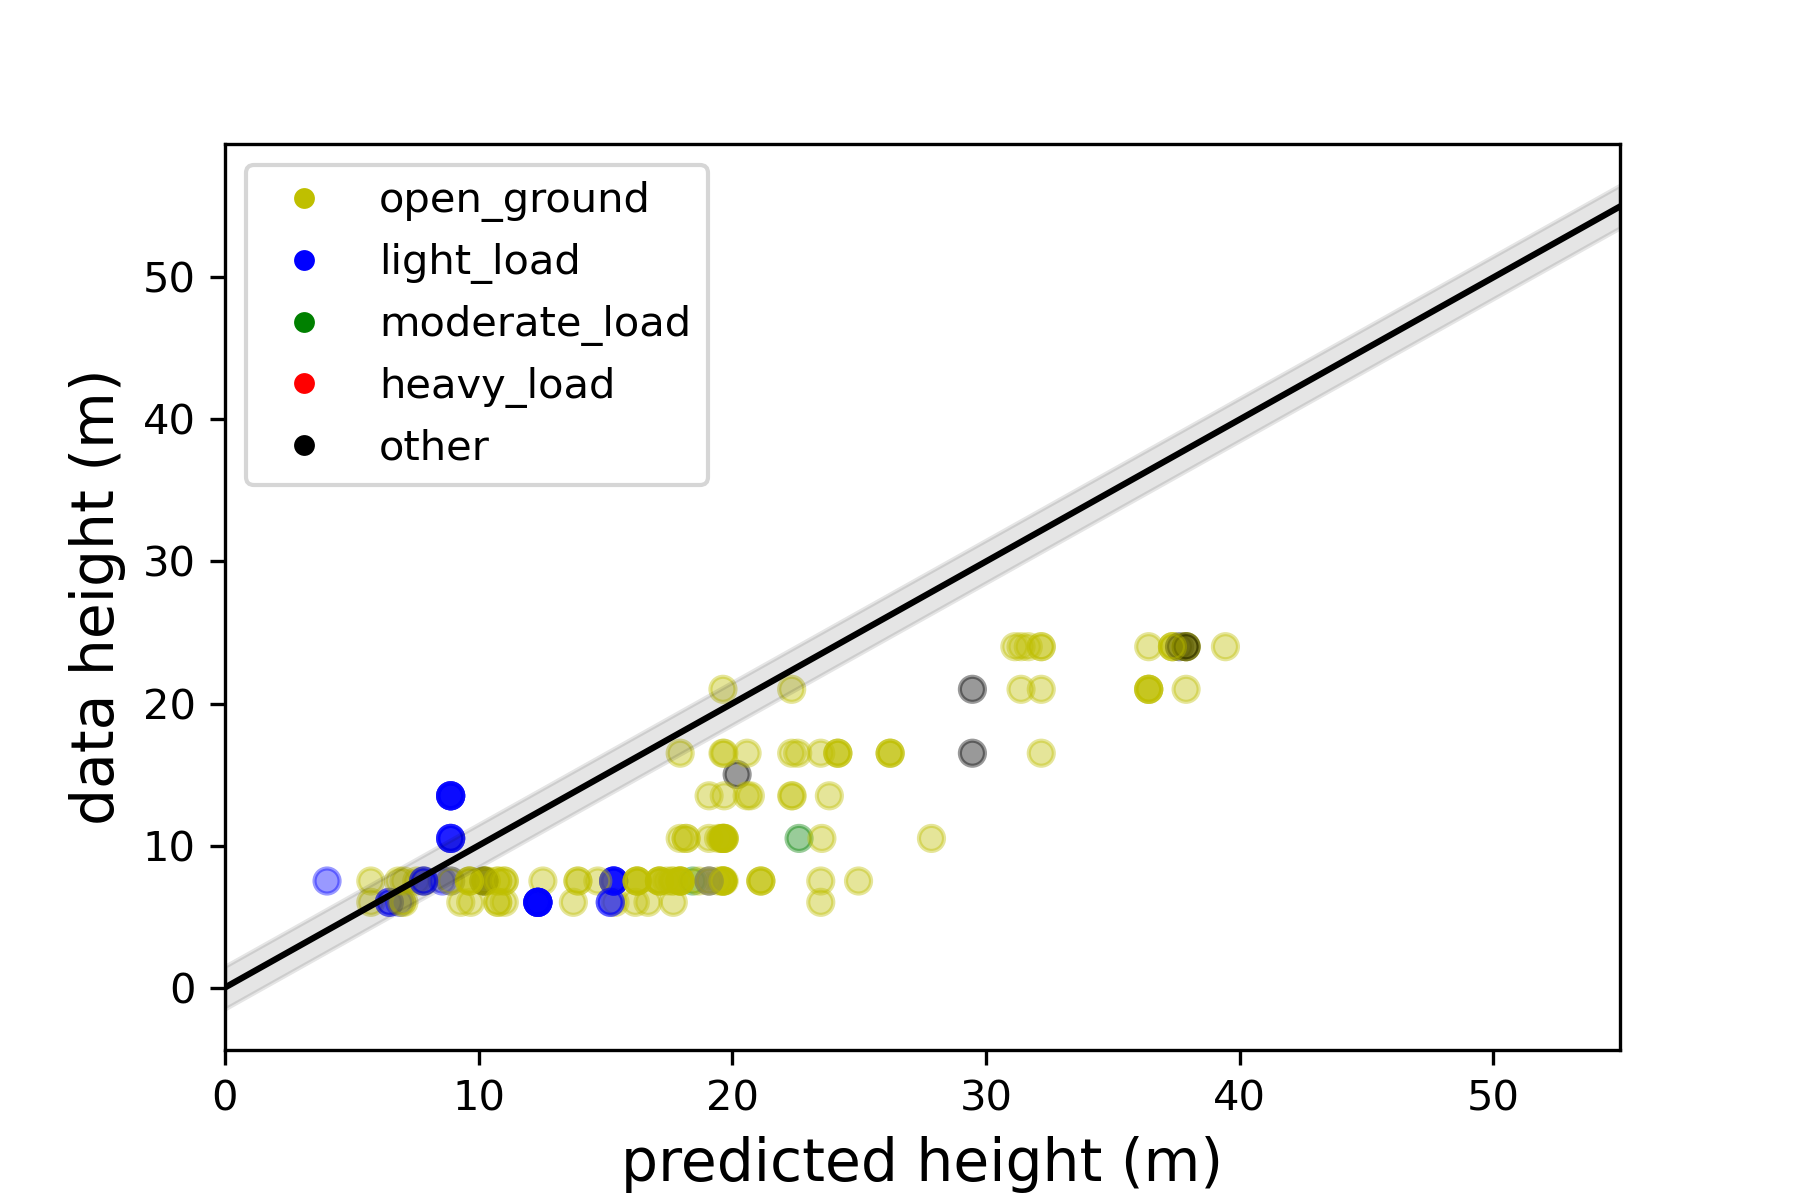 open_ground
light_load
moderate_load
heavy_load
other
50
40
30
20
10
0
data height (m)
0 10 20 30 40 50
predicted height (m)